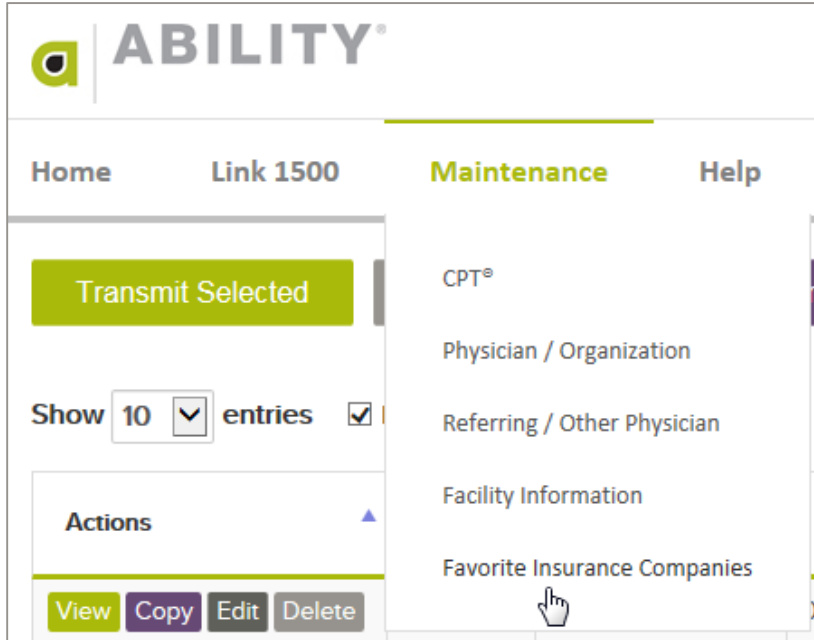 ABILITY®
Home Link 1500 Maintenance Help
Transmit Selected
CPT®
Physician / Organization
Show 10 entries
Referring / Other Physician
Facility Information
Actions
Favorite Insurance Companies
View Copy Edit Delete